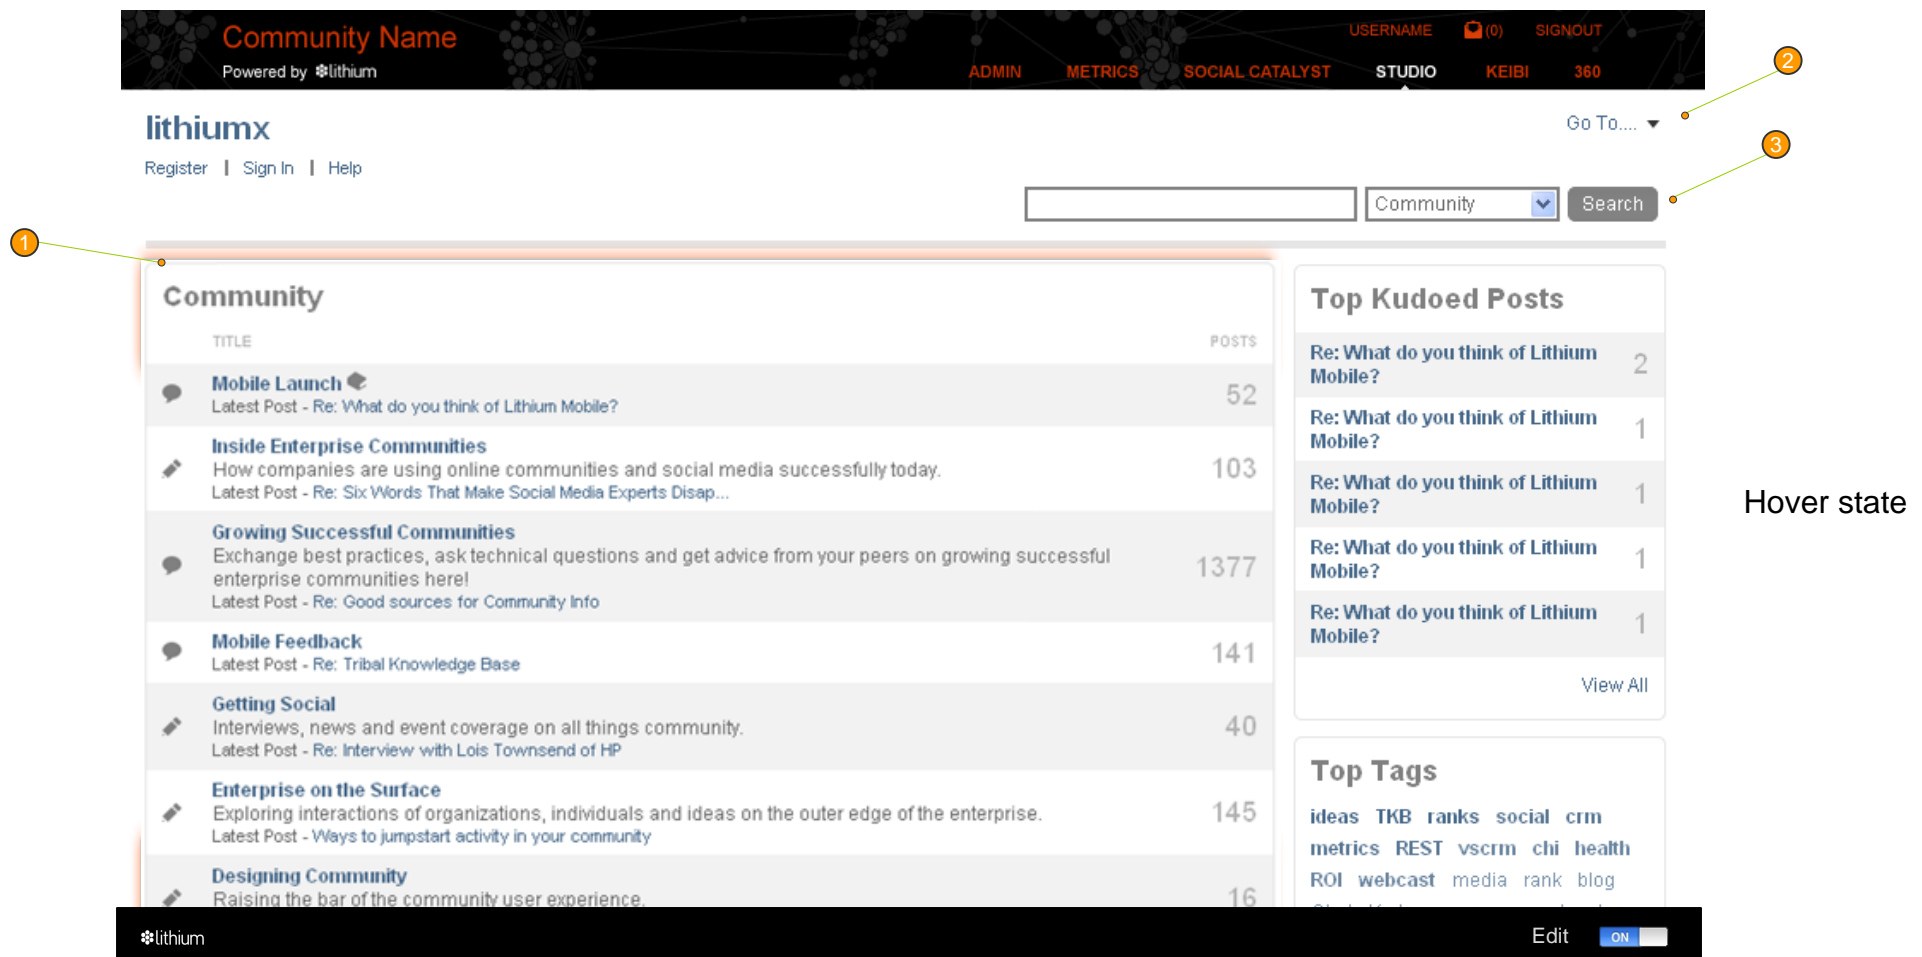 Community Name
Powered by lithium
USERNAME (0) SIGNOUT
ADMIN METRICS SOCIAL CATALYST STUDIO KEIBI 360
2
lithiumx
Go To....
Register | Sign In | Help
3
Community Search
1
Community
TITLE POSTS
Mobile Launch
Latest Post - Re: What do you think of Lithium Mobile?
52
Inside Enterprise Communities
How companies are using online communities and social media successfully today.
Latest Post - Re: Six Words That Make Social Media Experts Disap...
103
Growing Successful Communities
Exchange best practices, ask technical questions and get advice from your peers on growing successful
enterprise communities here!
Latest Post - Re: Good sources for Community Info
1377
Mobile Feedback
Latest Post - Re: Tribal Knowledge Base
141
Getting Social
Interviews, news and event coverage on all things community.
Latest Post - Re: Interview with Lois Townsend of HP
40
Enterprise on the Surface
Exploring interactions of organizations, individuals and ideas on the outer edge of the enterprise.
Latest Post - Ways to jumpstart activity in your community
145
Designing Community
Raising the bar of the community user experience.
16
Top Kudoed Posts
Re: What do you think of Lithium
Mobile?
2
Re: What do you think of Lithium
Mobile?
1
Re: What do you think of Lithium
Mobile?
1
Re: What do you think of Lithium
Mobile?
1
Re: What do you think of Lithium
Mobile?
1
View All
Top Tags
ideas TKB ranks social crm
metrics REST vscrm chi health
ROI webcast media rank blog
Hover state
lithium
Edit ON